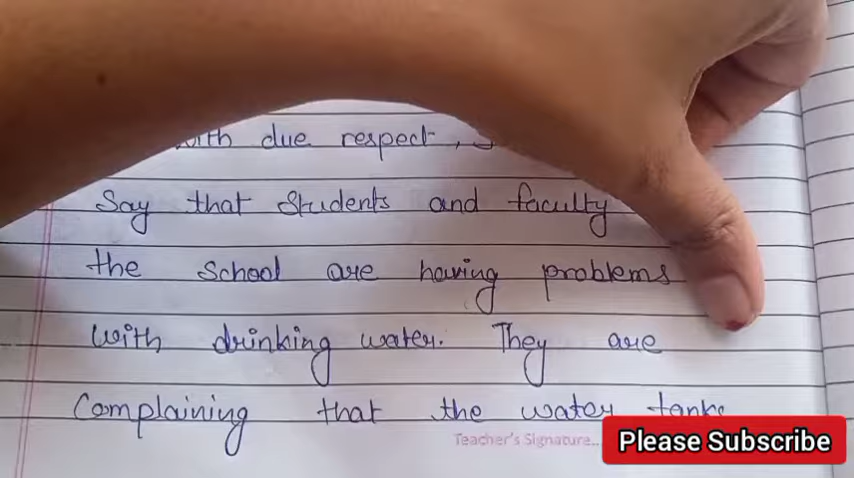 with due respect,
Say that Students and faculty
the School are having problems
with drinking water. They are
Complaining that the water tanks
Teacher's Signature...
Please Subscribe